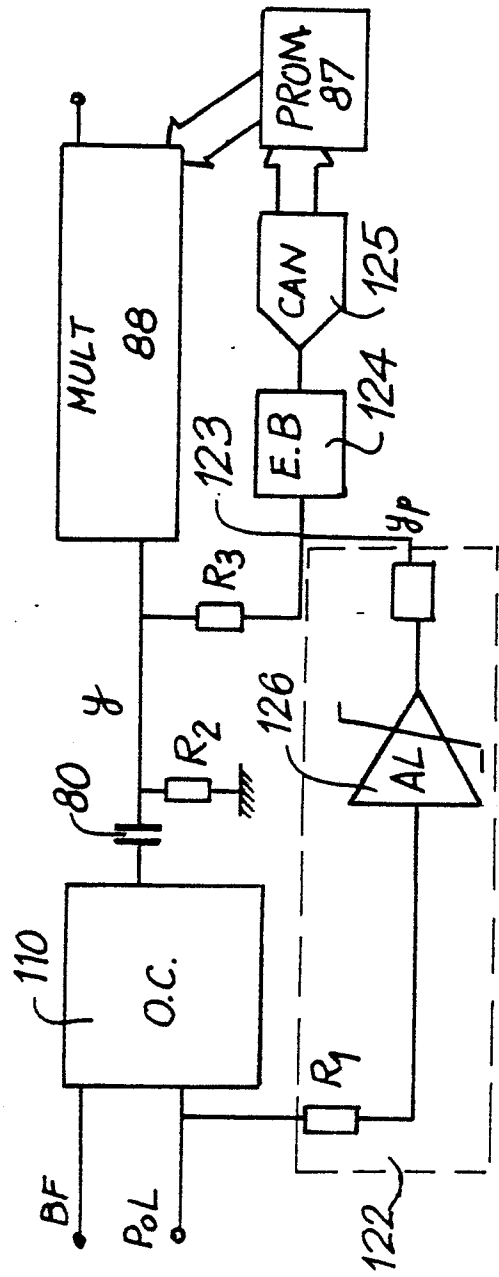 BF
PoL
110
O.C.
80
y
R2
R3
MULT
88
PROM
87
CAN
125
E.B
124
123
yp
126
AL
R1
122